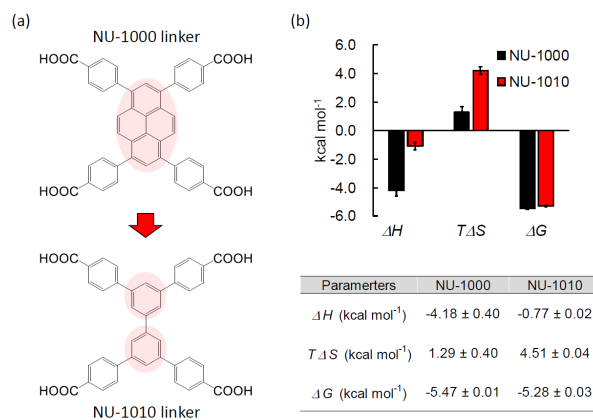 (a)
NU-1000 linker
HOOC COOH
HOOC COOH
HOOC COOH
HOOC COOH
NU-1010 linker
(b)
kcal mol⁻¹
6.0
4.0
2.0
0.0
-2.0
-4.0
-6.0
NU-1000
NU-1010
ΔH TΔS ΔG
Paramerters NU-1000 NU-1010
ΔH (kcal mol⁻¹) -4.18 ± 0.40 -0.77 ± 0.02
TΔS (kcal mol⁻¹) 1.29 ± 0.40 4.51 ± 0.04
ΔG (kcal mol⁻¹) -5.47 ± 0.01 -5.28 ± 0.03